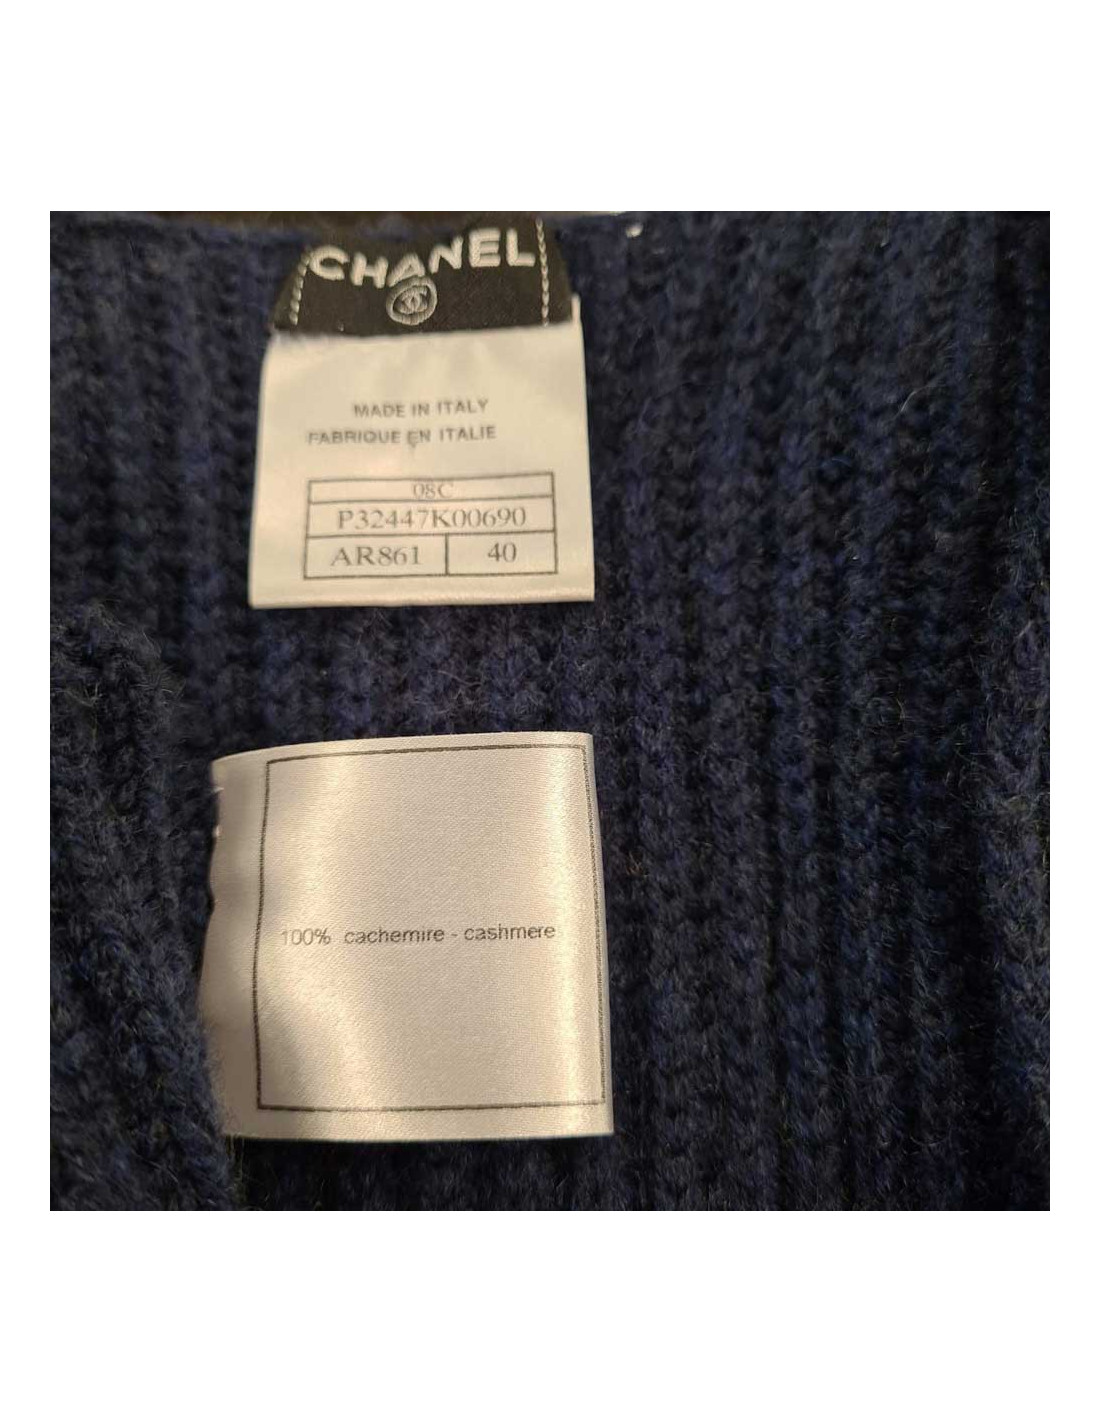 CHANEL
MADE IN ITALY
FABRIQUE EN ITALIE
08C
P32447K00690
AR861 40
100% cachemire - cashmere